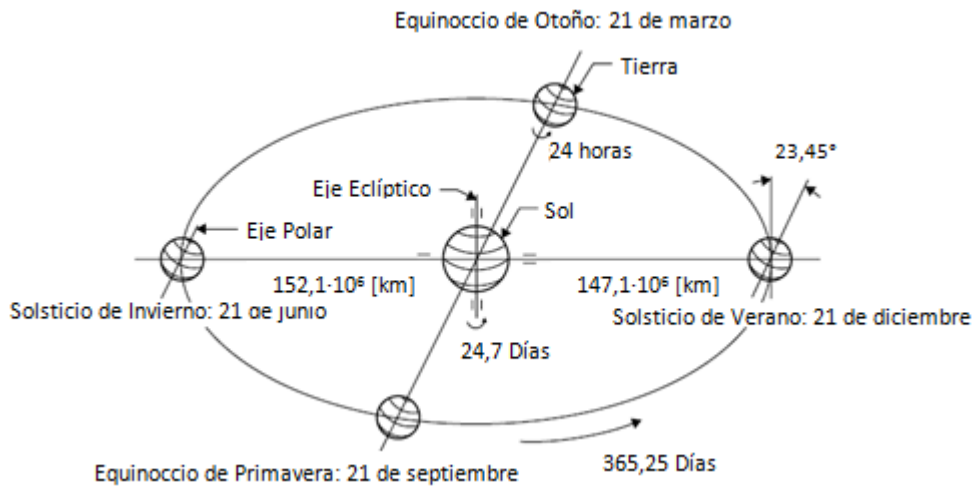 Equinoccio de Otoño: 21 de marzo
Tierra
24 horas
23,45°
Eje Eclíptico
Sol
Eje Polar
152,1·10⁶ [km]
147,1·10⁶ [km]
Solsticio de Invierno: 21 de junio
Solsticio de Verano: 21 de diciembre
24,7 Días
Equinoccio de Primavera: 21 de septiembre
365,25 Días